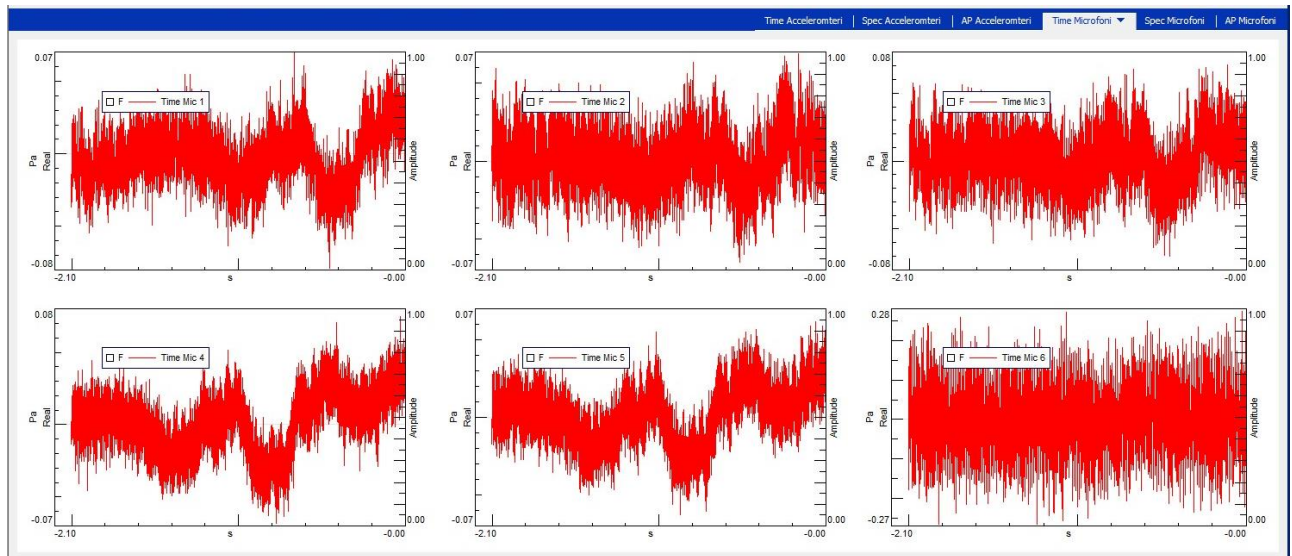 Time Acceleromteri | Spec Acceleromteri | AP Acceleromteri Time Microfoni Spec Microfoni | AP Microfoni
0.07
1.00
F Time Mic 1
Pa
Real
Amplitude
-0.08
0.00
-2.10
s
-0.00
0.07
1.00
F Time Mic 2
Pa
Real
Amplitude
-0.07
0.00
-2.10
s
-0.00
0.08
1.00
F Time Mic 3
Pa
Real
Amplitude
-0.08
0.00
-2.10
s
-0.00
0.08
1.00
F Time Mic 4
Pa
Real
Amplitude
-0.07
0.00
-2.10
s
-0.00
0.07
1.00
F Time Mic 5
Pa
Real
Amplitude
-0.07
0.00
-2.10
s
-0.00
0.28
1.00
F Time Mic 6
Pa
Real
Amplitude
-0.27
0.00
-2.10
s
-0.00